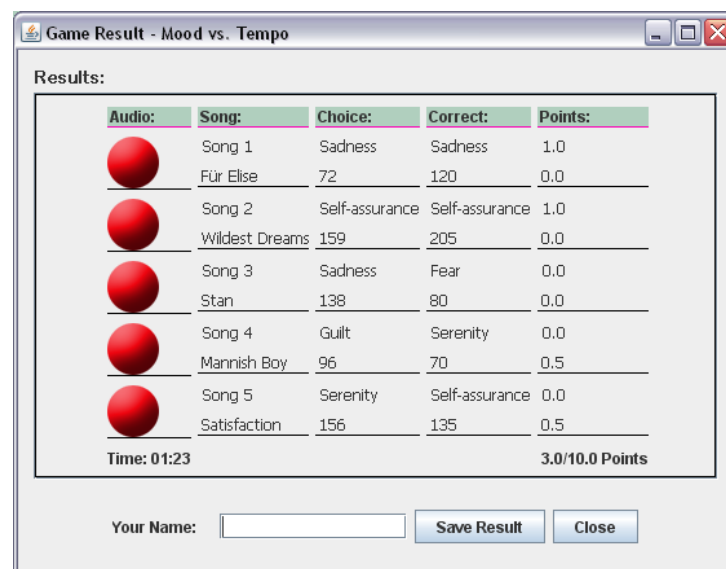 Game Result - Mood vs. Tempo
Results:
Audio: Song: Choice: Correct: Points:
Song 1 Sadness Sadness 1.0
Für Elise 72 120 0.0
Song 2 Self-assurance Self-assurance 1.0
Wildest Dreams 159 205 0.0
Song 3 Sadness Fear 0.0
Stan 138 80 0.0
Song 4 Guilt Serenity 0.0
Mannish Boy 96 70 0.5
Song 5 Serenity Self-assurance 0.0
Satisfaction 156 135 0.5
Time: 01:23 3.0/10.0 Points
Your Name: Save Result Close